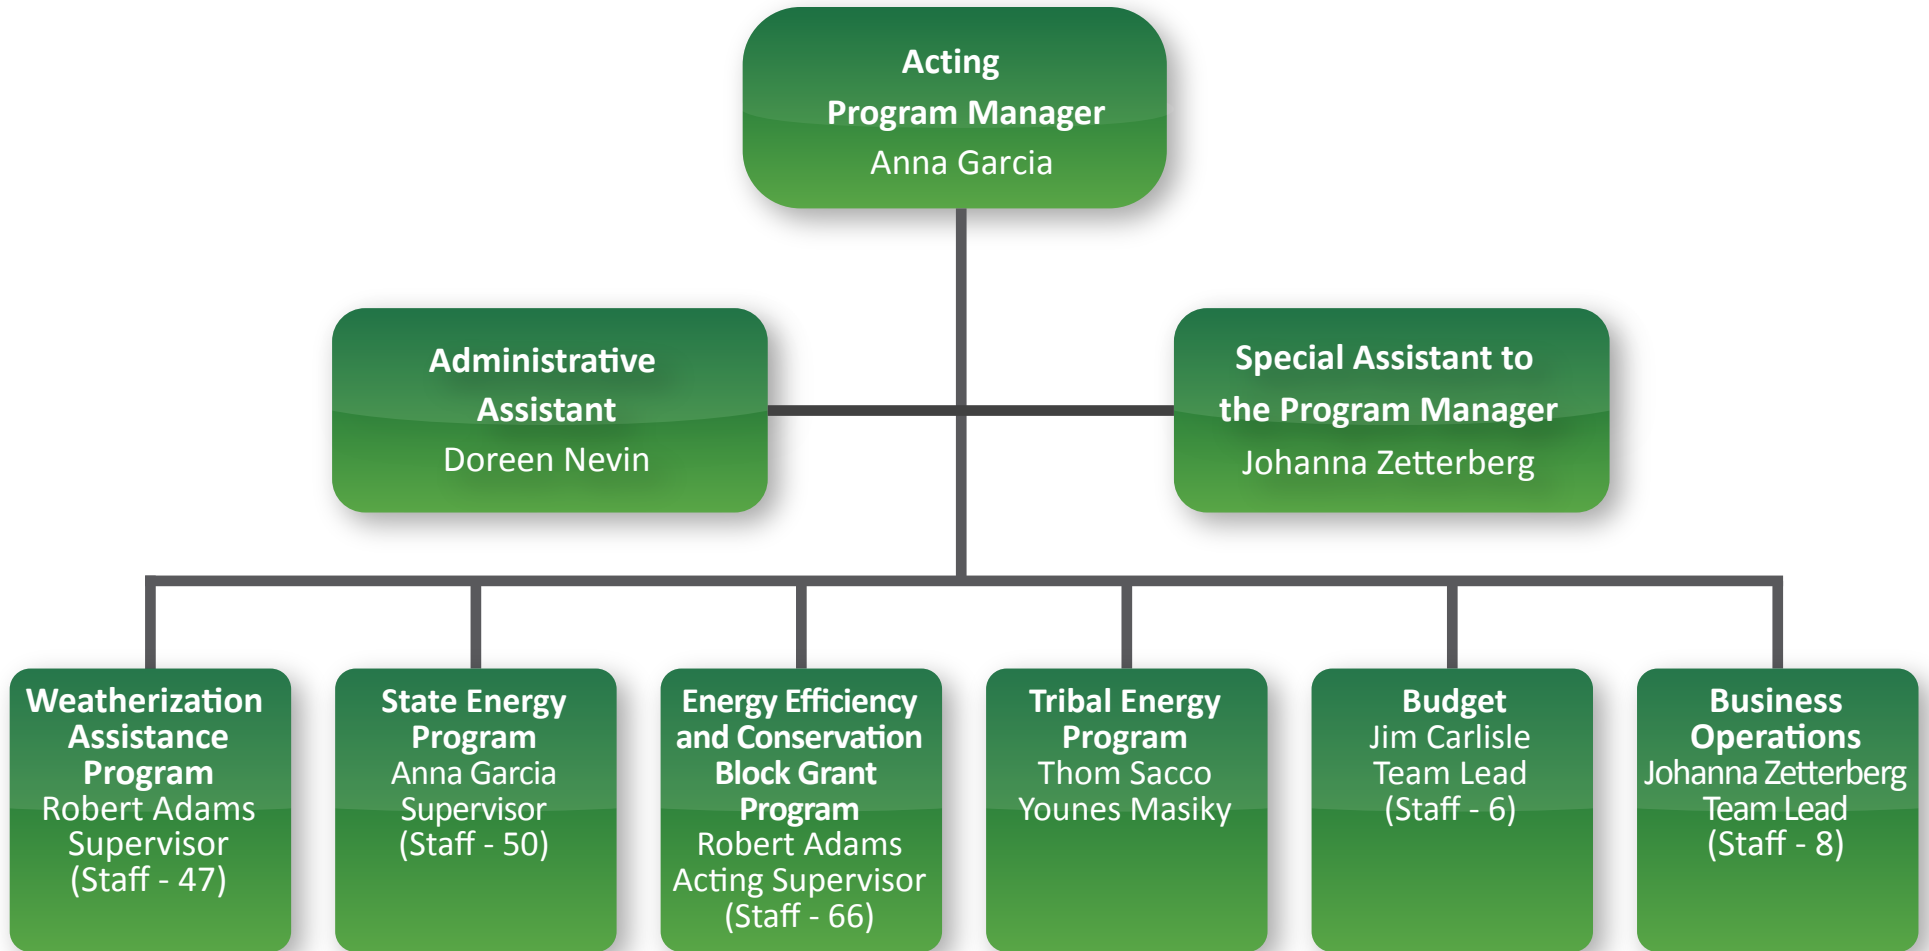 Acting
Program Manager
Anna Garcia
Administrative
Assistant
Doreen Nevin
Special Assistant to
the Program Manager
Johanna Zetterberg
Weatherization
Assistance
Program
Robert Adams
Supervisor
(Staff - 47)
State Energy
Program
Anna Garcia
Supervisor
(Staff - 50)
Energy Efficiency
and Conservation
Block Grant
Program
Robert Adams
Acting Supervisor
(Staff - 66)
Tribal Energy
Program
Thom Sacco
Younes Masiky
Budget
Jim Carlisle
Team Lead
(Staff - 6)
Business
Operations
Johanna Zetterberg
Team Lead
(Staff - 8)